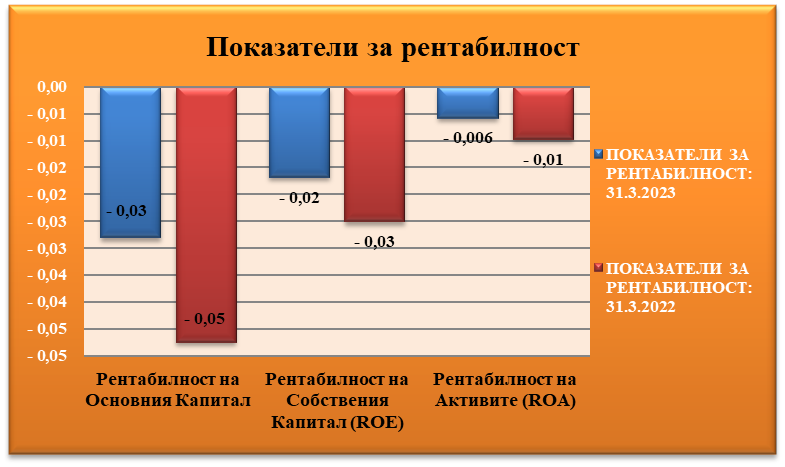 Показатели за рентабилност
0,00
- 0,01
- 0,01
- 0,02
- 0,02
- 0,03
- 0,03
- 0,04
- 0,04
- 0,05
- 0,05
- 0,03
- 0,05
- 0,02
- 0,03
- 0,006
- 0,01
Рентабилност на
Основния Капитал
Рентабилност на
Собствения
Капитал (ROE)
Рентабилност на
Активите (ROA)
ПОКАЗАТЕЛИ ЗА
РЕНТАБИЛНОСТ:
31.3.2023
ПОКАЗАТЕЛИ ЗА
РЕНТАБИЛНОСТ:
31.3.2022